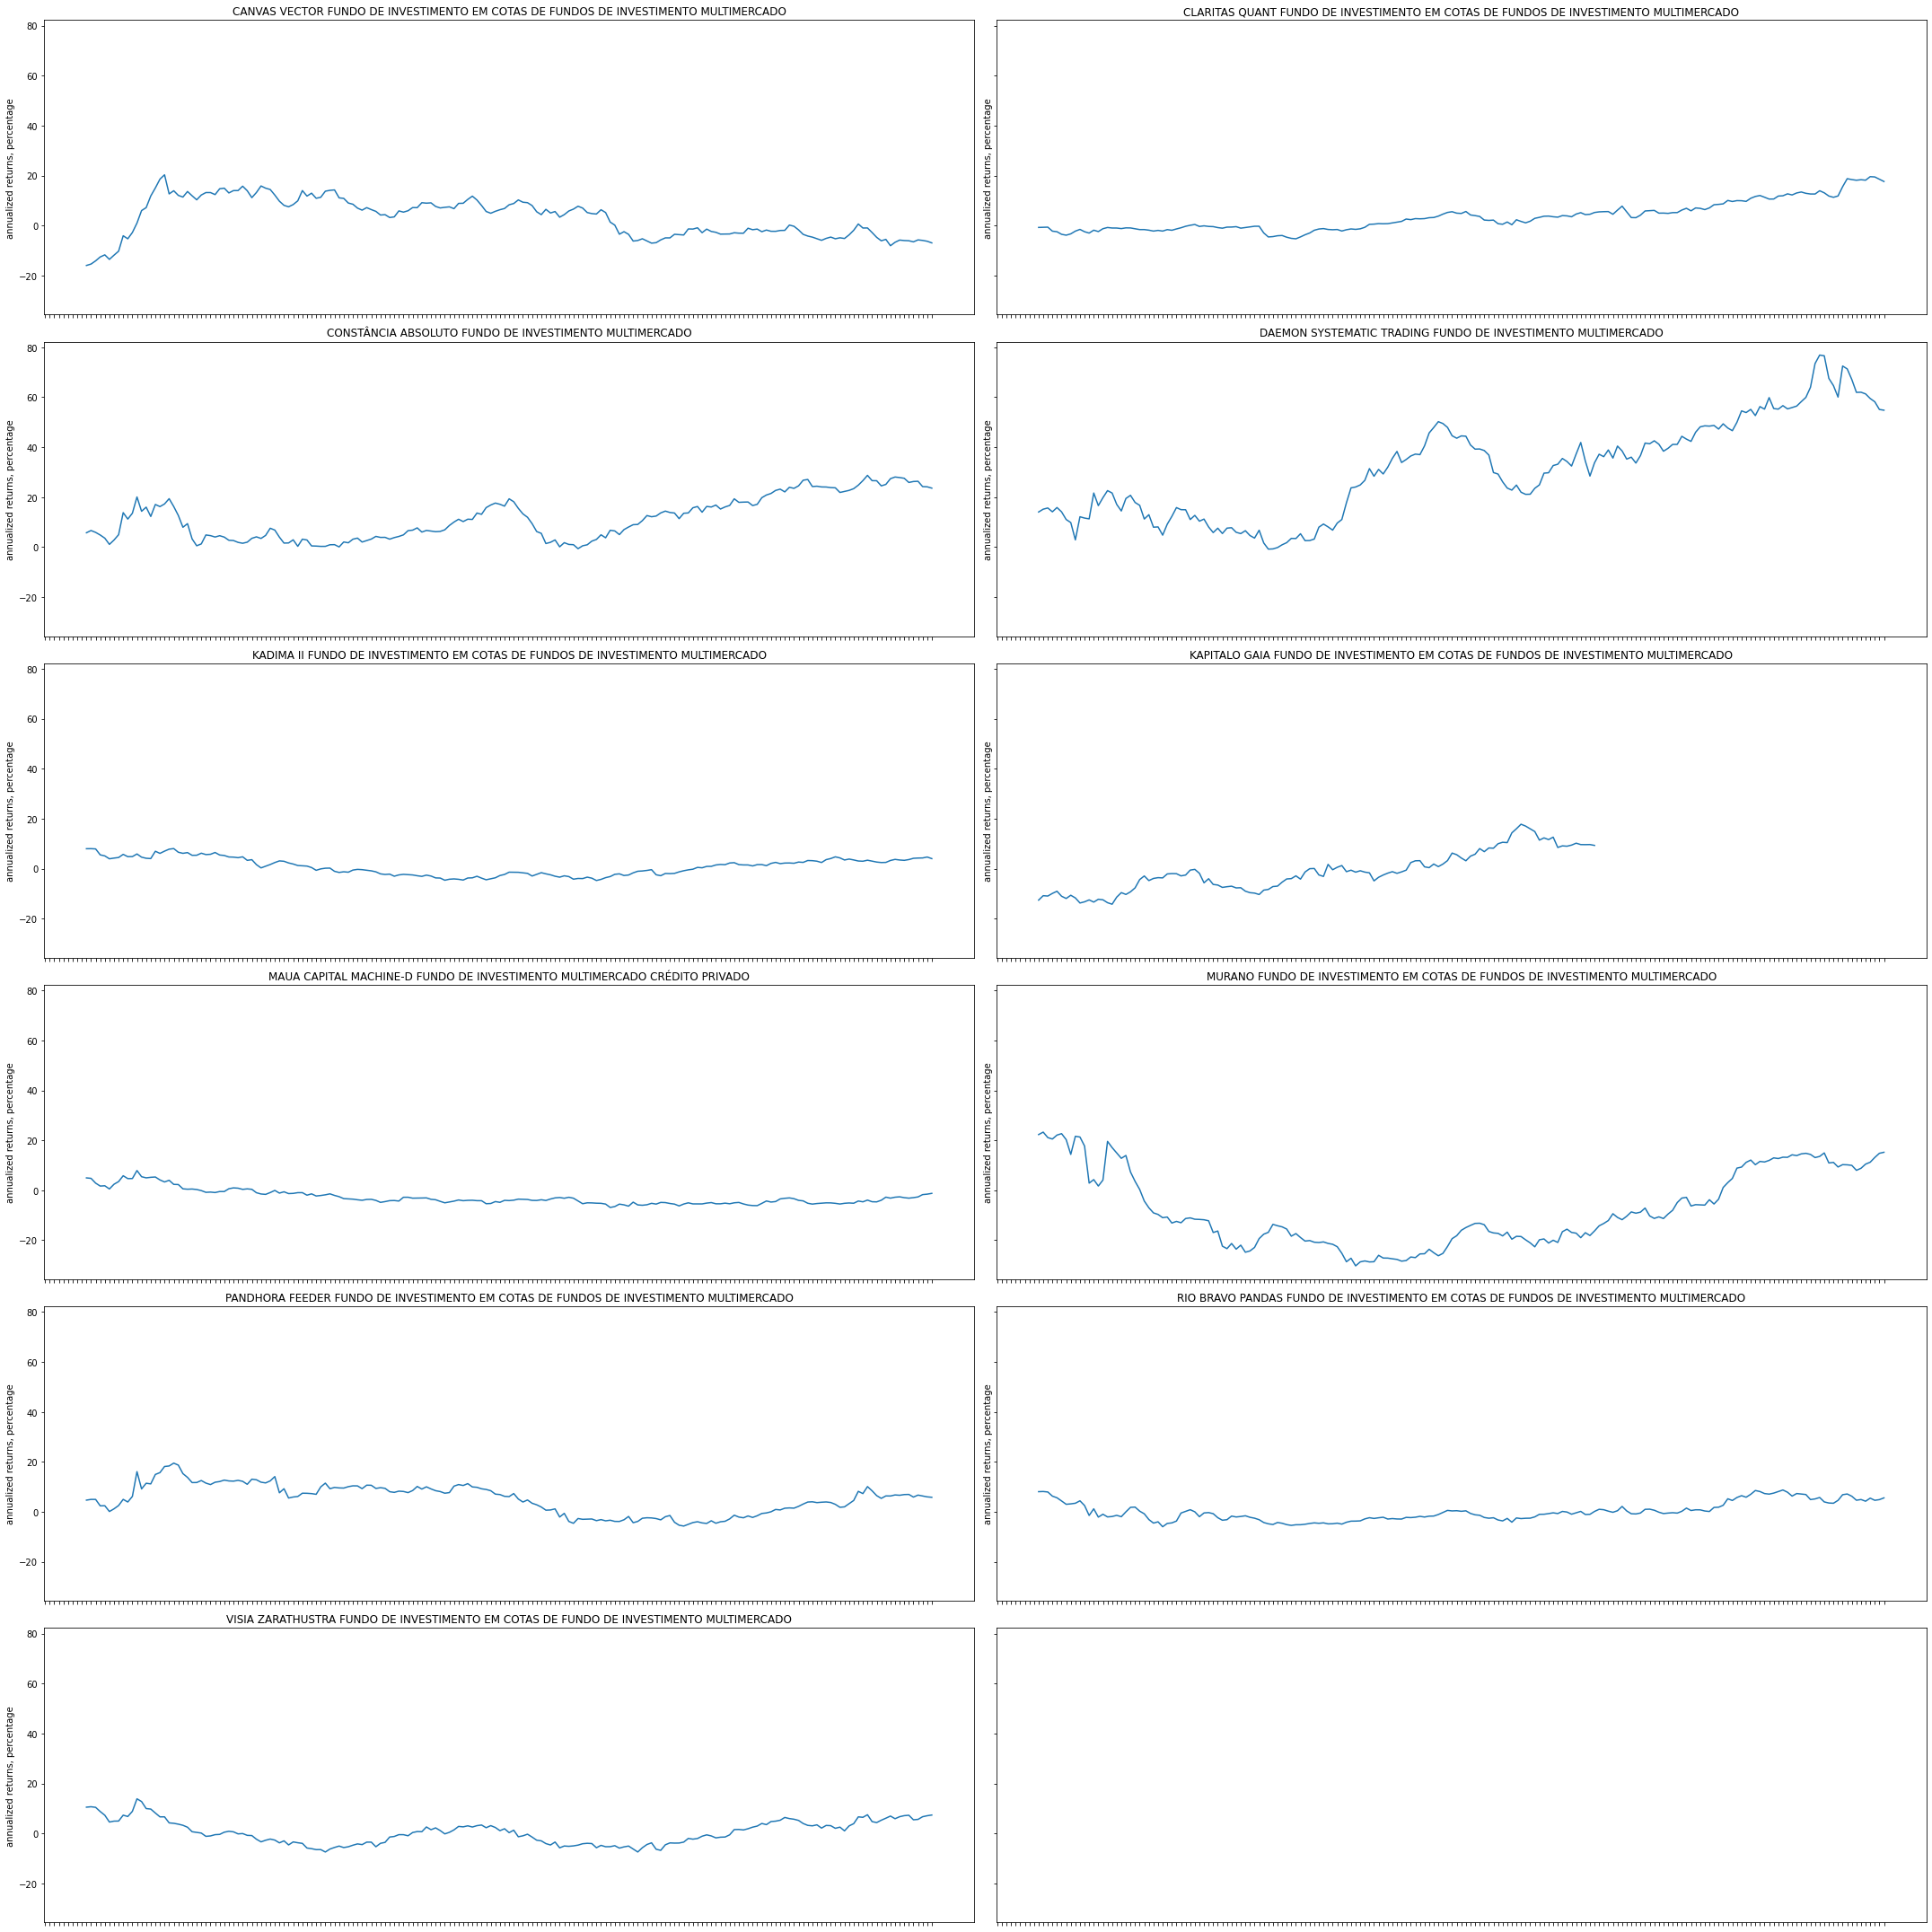 CANVAS VECTOR FUNDO DE INVESTIMENTO EM COTAS DE FUNDOS DE INVESTIMENTO MULTIMERCADO
80
60
40
20
0
−20
annualized returns, percentage
CLARITAS QUANT FUNDO DE INVESTIMENTO EM COTAS DE FUNDOS DE INVESTIMENTO MULTIMERCADO
annualized returns, percentage
CONSTÂNCIA ABSOLUTO FUNDO DE INVESTIMENTO MULTIMERCADO
80
60
40
20
0
−20
annualized returns, percentage
DAEMON SYSTEMATIC TRADING FUNDO DE INVESTIMENTO MULTIMERCADO
annualized returns, percentage
KADIMA II FUNDO DE INVESTIMENTO EM COTAS DE FUNDOS DE INVESTIMENTO MULTIMERCADO
80
60
40
20
0
−20
annualized returns, percentage
KAPITALO GAIA FUNDO DE INVESTIMENTO EM COTAS DE FUNDOS DE INVESTIMENTO MULTIMERCADO
annualized returns, percentage
MAUA CAPITAL MACHINE-D FUNDO DE INVESTIMENTO MULTIMERCADO CRÉDITO PRIVADO
80
60
40
20
0
−20
annualized returns, percentage
MURANO FUNDO DE INVESTIMENTO EM COTAS DE FUNDOS DE INVESTIMENTO MULTIMERCADO
annualized returns, percentage
PANDHORA FEEDER FUNDO DE INVESTIMENTO EM COTAS DE FUNDOS DE INVESTIMENTO MULTIMERCADO
80
60
40
20
0
−20
annualized returns, percentage
RIO BRAVO PANDAS FUNDO DE INVESTIMENTO EM COTAS DE FUNDOS DE INVESTIMENTO MULTIMERCADO
annualized returns, percentage
VISIA ZARATHUSTRA FUNDO DE INVESTIMENTO EM COTAS DE FUNDO DE INVESTIMENTO MULTIMERCADO
80
60
40
20
0
−20
annualized returns, percentage